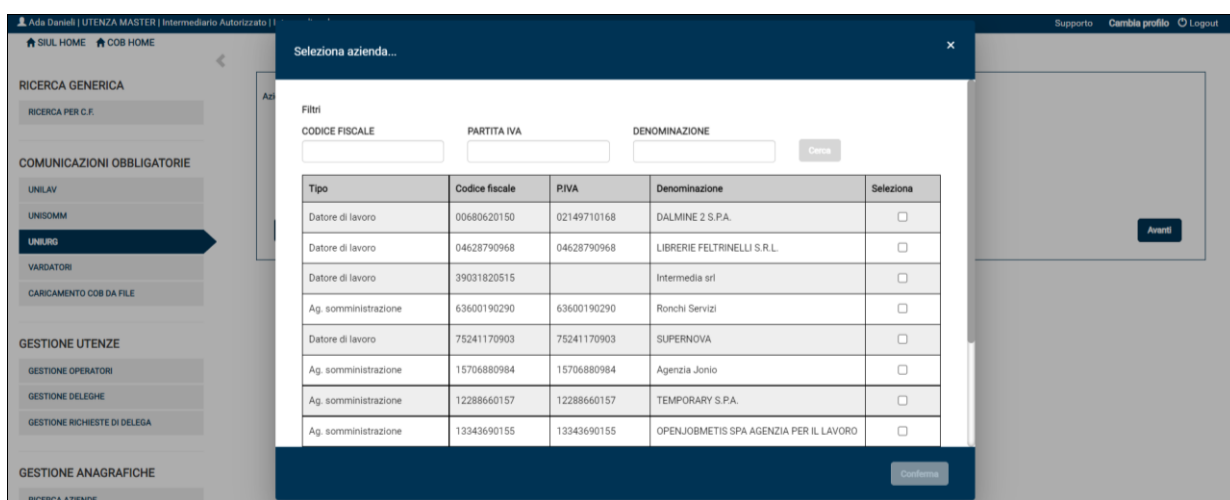 Ada Danieli | UTENZA MASTER | Intermediario Autorizzato |
Supporto Cambia profilo Logout
SIUL HOME COB HOME
RICERCA GENERICA
RICERCA PER C.F.
COMUNICAZIONI OBBLIGATORIE
UNILAV
UNISOMM
UNIURG
VARDATORI
CARICAMENTO COB DA FILE
GESTIONE UTENZE
GESTIONE OPERATORI
GESTIONE DELEGHE
GESTIONE RICHIESTE DI DELEGA
GESTIONE ANAGRAFICHE
RICERCA AZIENDE
Seleziona azienda...
×
Filtri
CODICE FISCALE PARTITA IVA DENOMINAZIONE
Cerca
Tipo Codice fiscale P.IVA Denominazione Seleziona
Datore di lavoro 00680620150 02149710168 DALMINE 2 S.P.A.
Datore di lavoro 04628790968 04628790968 LIBRERIE FELTRINELLI S.R.L.
Datore di lavoro 39031820515 Intermedia srl
Ag. somministrazione 63600190290 63600190290 Ronchi Servizi
Datore di lavoro 75241170903 75241170903 SUPERNOVA
Ag. somministrazione 15706880984 15706880984 Agenzia Jonio
Ag. somministrazione 12288660157 12288660157 TEMPORARY S.P.A.
Ag. somministrazione 13343690155 13343690155 OPENJOBMETIS SPA AGENZIA PER IL LAVORO
Conferma
Avanti